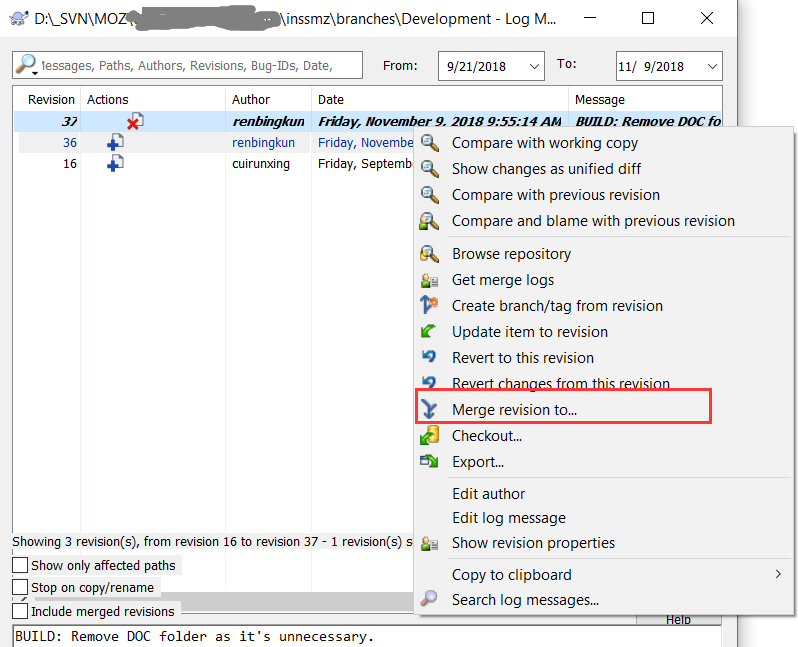 D:\_SVN\MOZ\ \inssmz\branches\Development - Log M...
Messages, Paths, Authors, Revisions, Bug-IDs, Date,
From:
9/21/2018
To:
11/ 9/2018
Revision Actions Author Date Message
37 renbingkun Friday, November 9, 2018 9:55:14 AM BUILD: Remove DOC fo
36 renbingkun Friday, Novembe
16 cuirunxing Friday, Septemb
Compare with working copy
Show changes as unified diff
Compare with previous revision
Compare and blame with previous revision
Browse repository
Get merge logs
Create branch/tag from revision
Update item to revision
Revert to this revision
Revert changes from this revision
Merge revision to...
Checkout...
Export...
Edit author
Edit log message
Show revision properties
Copy to clipboard
Search log messages...
Showing 3 revision(s), from revision 16 to revision 37 - 1 revision(s) s
Show only affected paths
Stop on copy/rename
Include merged revisions
Help
BUILD: Remove DOC folder as it's unnecessary.